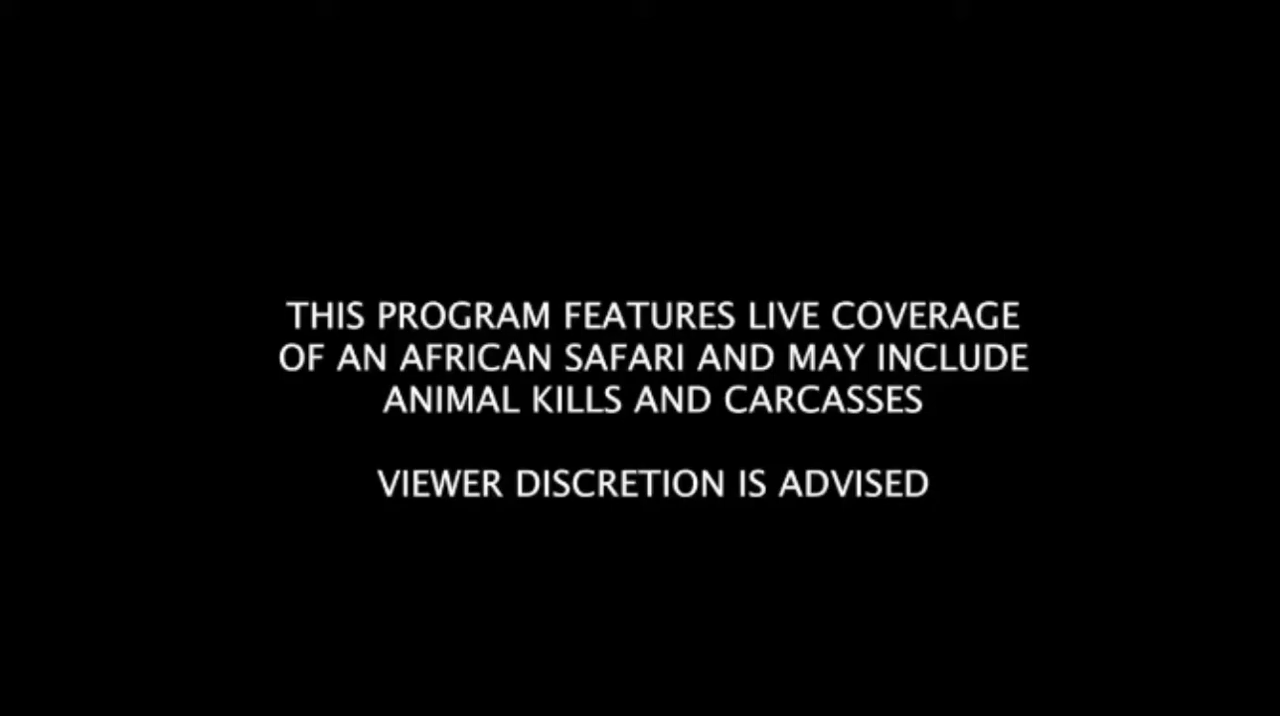 THIS PROGRAM FEATURES LIVE COVERAGE
OF AN AFRICAN SAFARI AND MAY INCLUDE
ANIMAL KILLS AND CARCASSES
VIEWER DISCRETION IS ADVISED